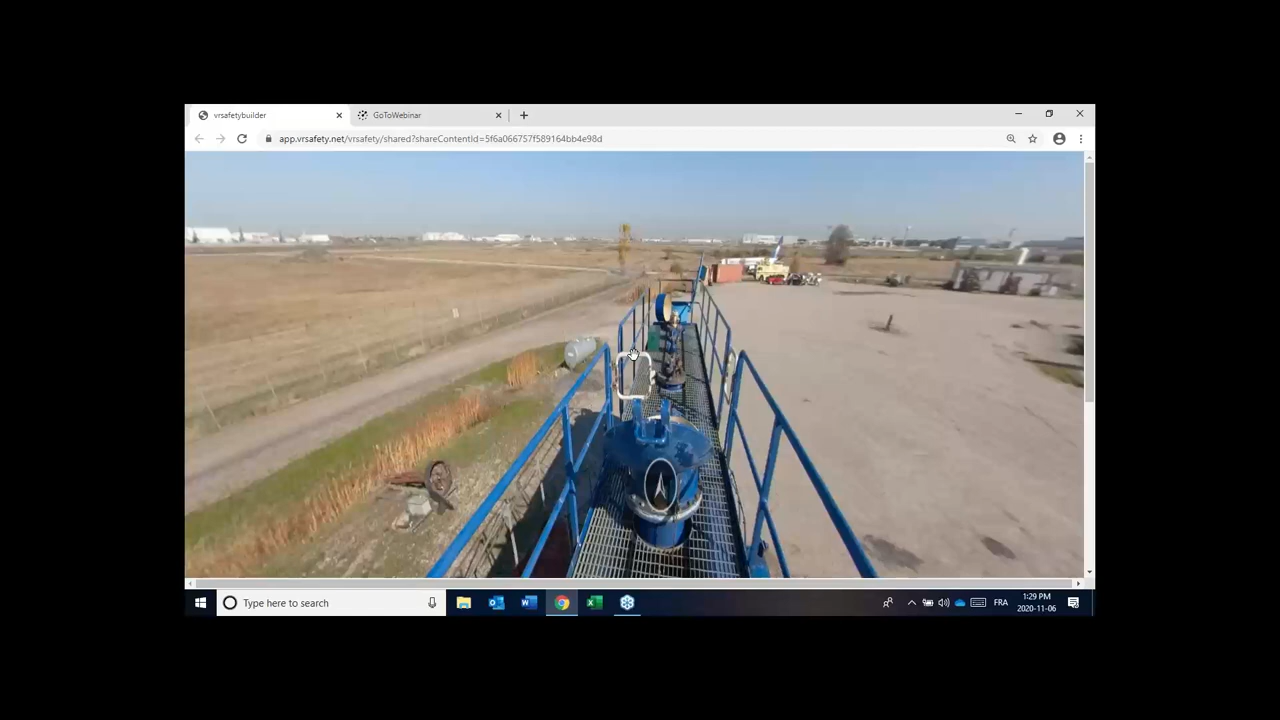 vrsafetybuilder
GoToWebinar
app.vrsafety.net/vrsafety/shared?shareContentId=5f6a066757f589164bb4e98d
Type here to search
FRA
1:29 PM
2020-11-06